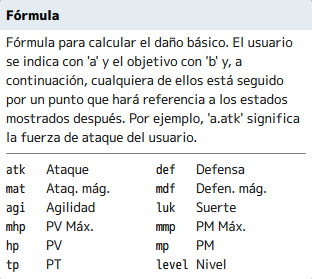 Fórmula
Fórmula para calcular el daño básico. El usuario
se indica con 'a' y el objetivo con 'b' y, a
continuación, cualquiera de ellos está seguido
por un punto que hará referencia a los estados
mostrados después. Por ejemplo, 'a.atk' significa
la fuerza de ataque del usuario.
atk Ataque def Defensa
mat Ataq. mág. mdf Defen. mág.
agi Agilidad luk Suerte
mhp PV Máx. mmp PM Máx.
hp PV mp PM
tp PT level Nivel